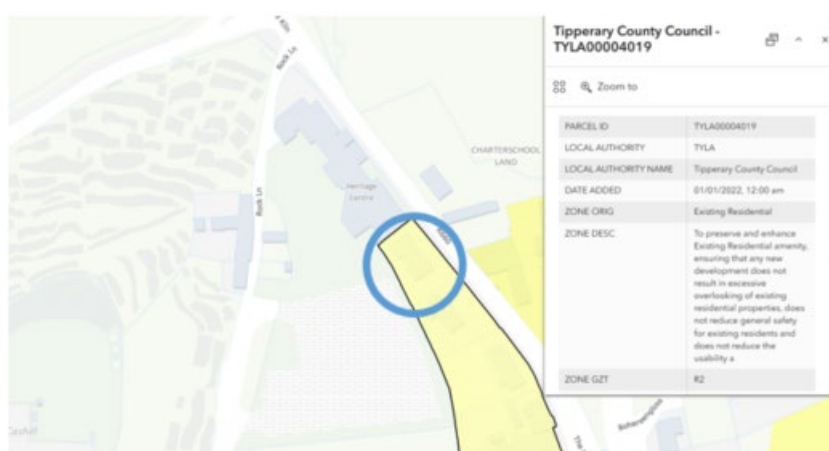 Tipperary County Council -
TYLA00004019
Zoom to
PARCEL ID TYLA00004019
LOCAL AUTHORITY TYLA
LOCAL AUTHORITY NAME Tipperary County Council
DATE ADDED 01/01/2022, 12:00 am
ZONE ORIG Existing Residential
ZONE DESC To preserve and enhance
Existing Residential amenity,
ensuring that any new
development does not
result in excessive
overlooking of existing
residential properties, does
not reduce general safety
for existing residents and
does not reduce the
usability a
ZONE GZT R2
Kiln
Rock Ln
CHARTERSCHOOL
LAND
Heritage
Centre
Rock Ln
R660
Cashel
The